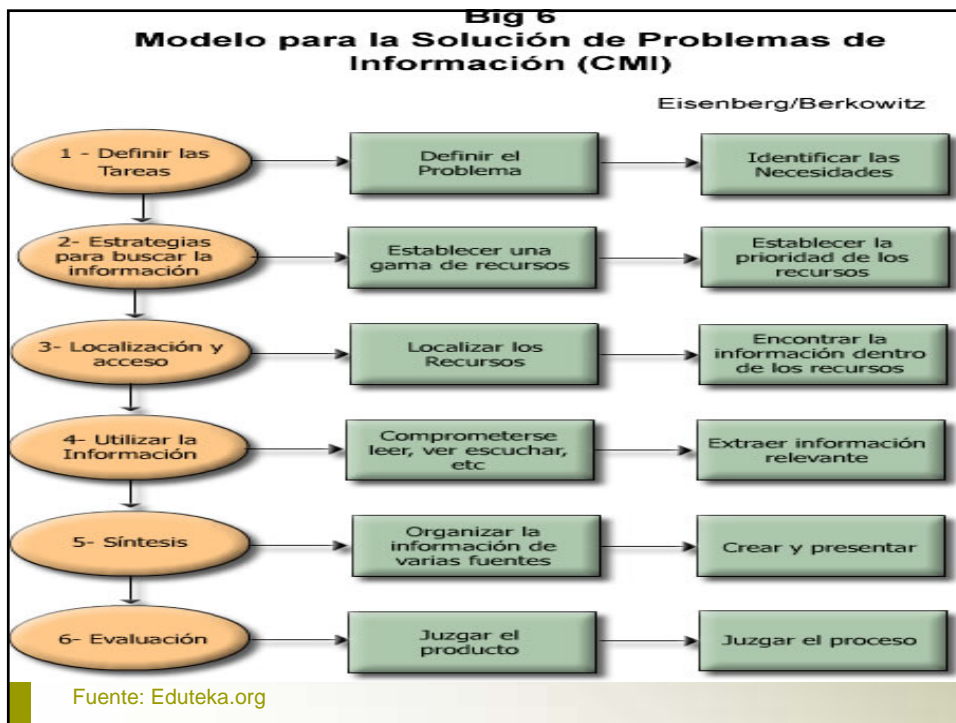 Big 6
Modelo para la Solución de Problemas de
Información (CMI)
Eisenberg/Berkowitz
1 - Definir las
Tareas
Definir el
Problema
Identificar las
Necesidades
2- Estrategias
para buscar la
información
Establecer una
gama de recursos
Establecer la
prioridad de los
recursos
3- Localización y
acceso
Localizar los
Recursos
Encontrar la
información dentro
de los recursos
4- Utilizar la
Información
Comprometerse
leer, ver escuchar,
etc
Extraer información
relevante
5- Síntesis
Organizar la
información de
varias fuentes
Crear y presentar
6- Evaluación
Juzgar el
producto
Juzgar el proceso
Fuente: Eduteka.org